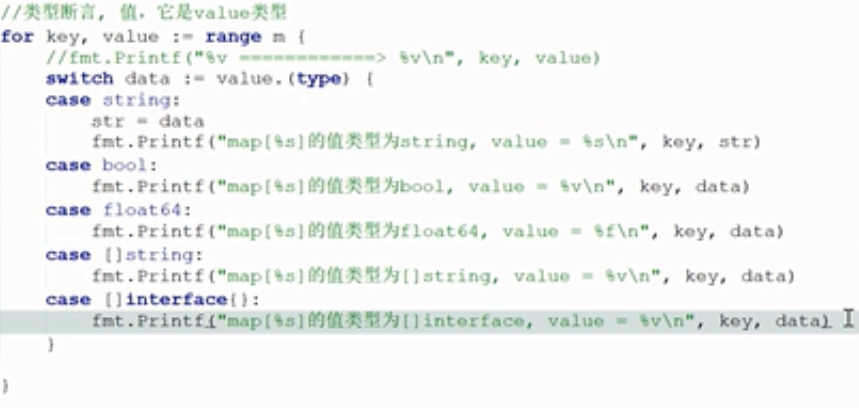 //类型断言, 值，它是value类型
for key, value := range m {
    //fmt.Printf("%v ============> %v\n", key, value)
    switch data := value.(type) {
    case string:
        str = data
        fmt.Printf("map[%s]的值类型为string, value = %s\n", key, str)
    case bool:
        fmt.Printf("map[%s]的值类型为bool, value = %v\n", key, data)
    case float64:
        fmt.Printf("map[%s]的值类型为float64, value = %f\n", key, data)
    case []string:
        fmt.Printf("map[%s]的值类型为[]string, value = %v\n", key, data)
    case []interface{}:
        fmt.Printf("map[%s]的值类型为[]interface, value = %v\n", key, data)
    }
}